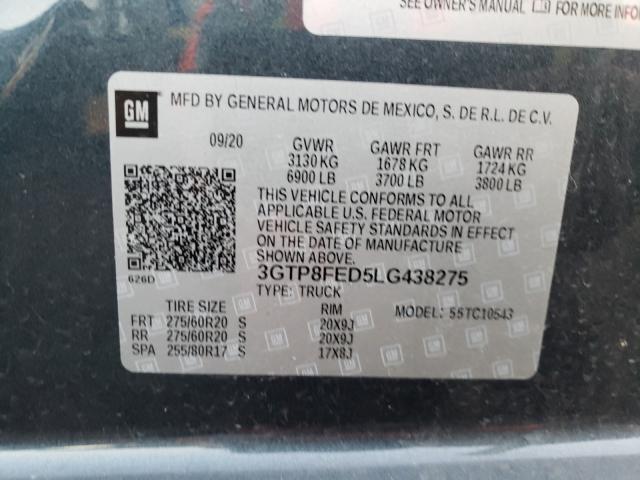 SEE OWNER'S MANUAL FOR MORE INFO
GM
MFD BY GENERAL MOTORS DE MEXICO, S. DE R.L. DE C.V.
09/20 GVWR GAWR FRT GAWR RR
3130 KG 1678 KG 1724 KG
6900 LB 3700 LB 3800 LB
THIS VEHICLE CONFORMS TO ALL
APPLICABLE U.S. FEDERAL MOTOR
VEHICLE SAFETY STANDARDS IN EFFECT
ON THE DATE OF MANUFACTURE
SHOWN ABOVE.
626D
3GTP8FED5LG438275
TYPE: TRUCK
TIRE SIZE RIM MODEL: 5STC10543
FRT 275/60R20 S 20X9J
RR 275/60R20 S 20X9J
SPA 255/80R17 S 17X8J